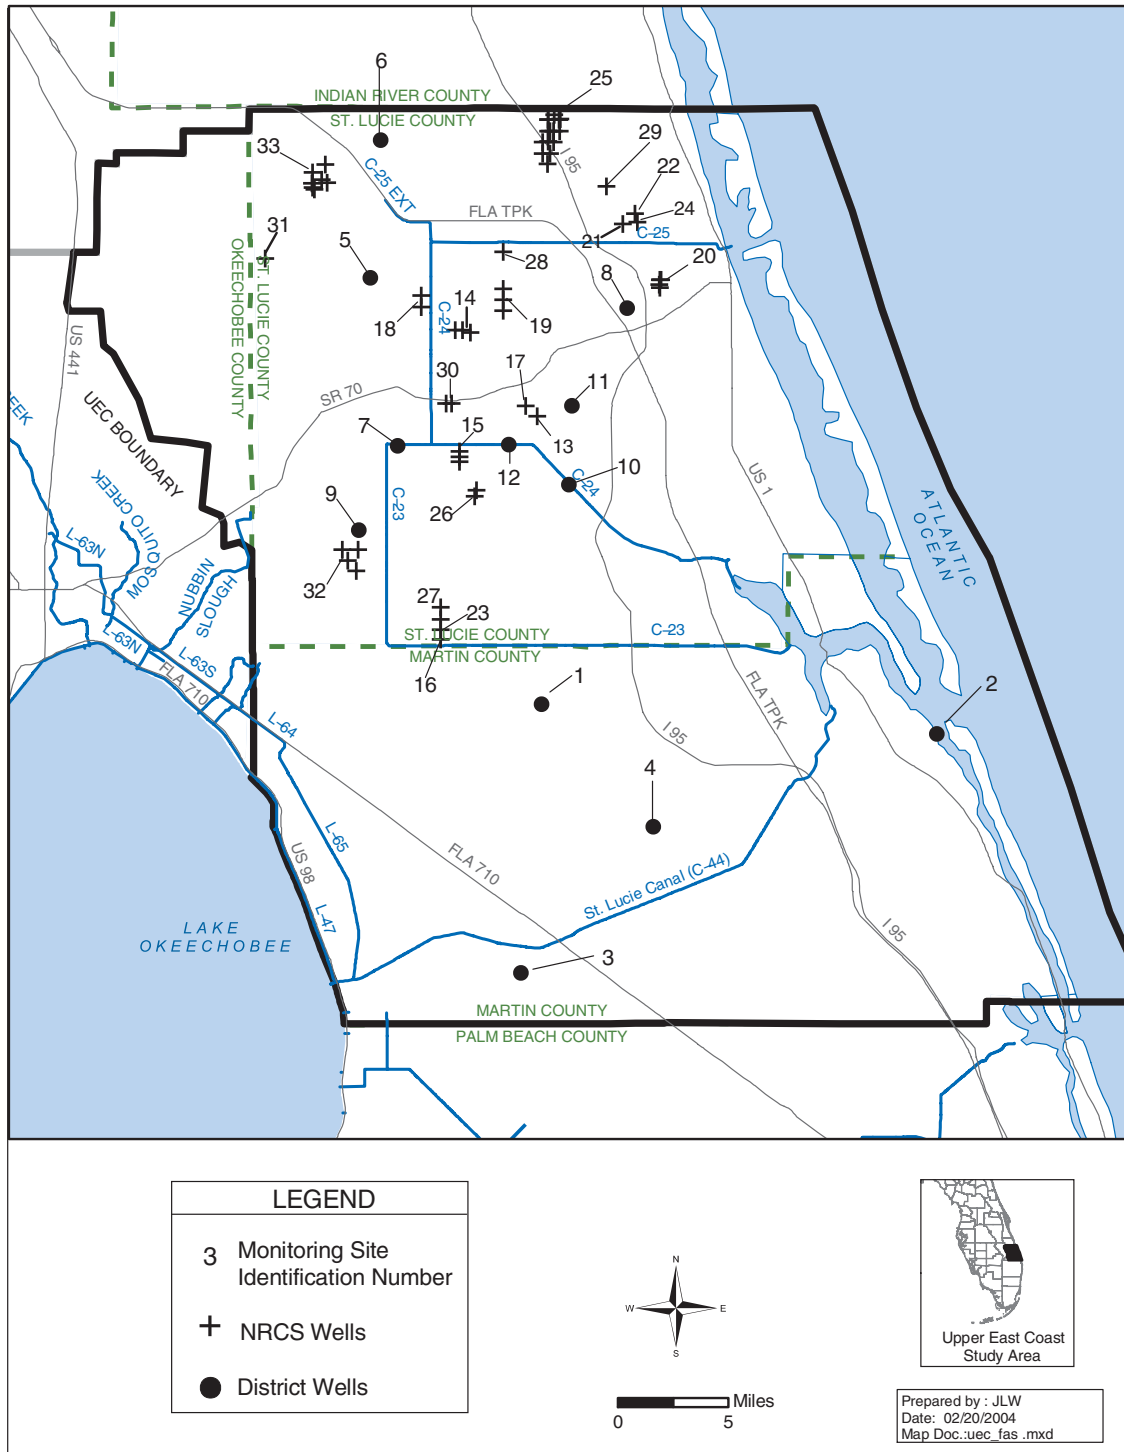 6
25
INDIAN RIVER COUNTY
ST. LUCIE COUNTY
33
I 95
29
C-25 EXT
22
FLA TPK
24
21
C-25
31
ST. LUCIE COUNTY
OKEECHOBEE COUNTY
5
28
8
20
18
C-24
14
19
US 441
UEC BOUNDARY
SR 70
30
17
11
13
7
15
12
10
C-24
US 1
ATLANTIC
OCEAN
EEK
MOSQUITO CREEK
L-63N
NUBBIN
SLOUGH
9
C-23
26
32
27
23
ST. LUCIE COUNTY
MARTIN COUNTY
C-23
16
L-63N
L-63S
FLA 710
L-64
1
I 95
FLA TPK
2
4
L-65
US 98
L-47
FLA 710
St. Lucie Canal (C-44)
I 95
LAKE
OKEECHOBEE
3
MARTIN COUNTY
PALM BEACH COUNTY
LEGEND
3 Monitoring Site
Identification Number
NRCS Wells
District Wells
N
W E
S
Miles
0 5
Upper East Coast
Study Area
Prepared by : JLW
Date: 02/20/2004
Map Doc.:uec_fas .mxd